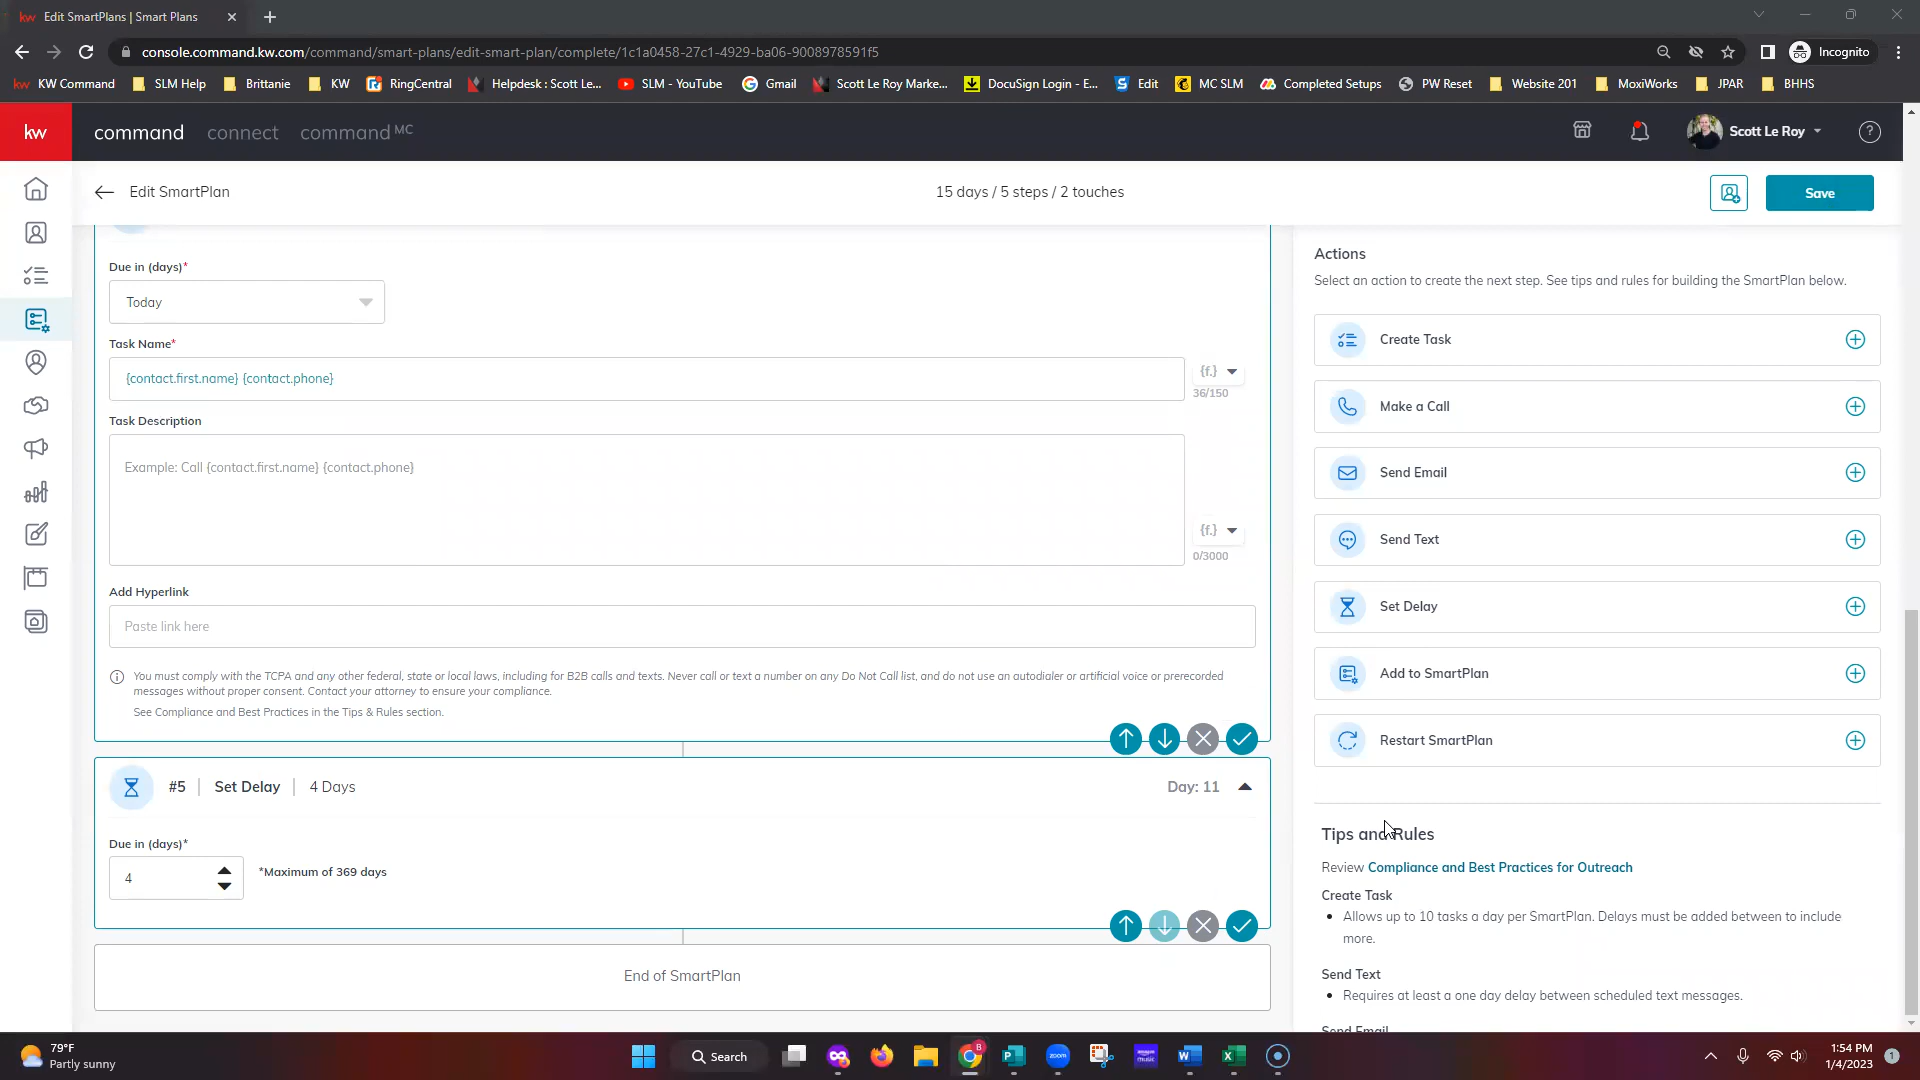 Edit SmartPlans | Smart Plans
console.command.kw.com/command/smart-plans/edit-smart-plan/complete/1c1a0458-27c1-4929-ba06-9008978591f5
Incognito
kw KW Command
SLM Help
Brittanie
KW
RingCentral
Helpdesk : Scott Le...
SLM - YouTube
Gmail
Scott Le Roy Marke...
DocuSign Login - E...
Edit
MC SLM
Completed Setups
PW Reset
Website 201
MoxiWorks
JPAR
BHHS
kw
command
connect
command MC
Scott Le Roy
Edit SmartPlan
15 days / 5 steps / 2 touches
Save
Due in (days)*
Today
Task Name*
{contact.first.name} {contact.phone}
{f.}
36/150
Task Description
Example: Call {contact.first.name} {contact.phone}
{f.}
0/3000
Add Hyperlink
Paste link here
You must comply with the TCPA and any other federal, state or local laws, including for B2B calls and texts. Never call or text a number on any Do Not Call list, and do not use an autodialer or artificial voice or prerecorded
messages without proper consent. Contact your attorney to ensure your compliance.
See Compliance and Best Practices in the Tips & Rules section.
#5 | Set Delay | 4 Days
Day: 11
Due in (days)*
4
*Maximum of 369 days
End of SmartPlan
Actions
Select an action to create the next step. See tips and rules for building the SmartPlan below.
Create Task
Make a Call
Send Email
Send Text
Set Delay
Add to SmartPlan
Restart SmartPlan
Tips and Rules
Review Compliance and Best Practices for Outreach
Create Task
• Allows up to 10 tasks a day per SmartPlan. Delays must be added between to include
more.
Send Text
• Requires at least a one day delay between scheduled text messages.
Send Email
79°F
Partly sunny
Search
1:54 PM
1/4/2023